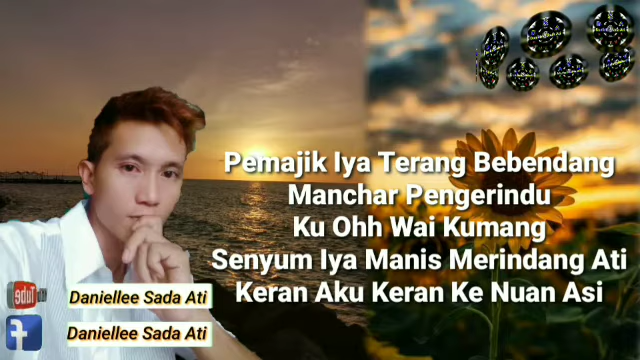 Pemajik Iya Terang Bebendang
Manchar Pengerindu
Ku Ohh Wai Kumang
Senyum Iya Manis Merindang Ati
Keran Aku Keran Ke Nuan Asi
Tube
Daniellee Sada Ati
Daniellee Sada Ati